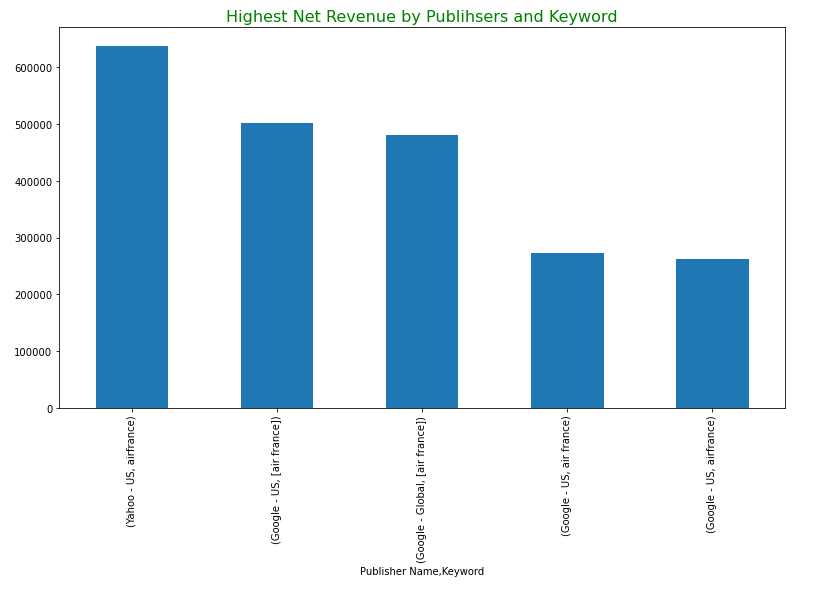 Highest Net Revenue by Publihsers and Keyword
600000
500000
400000
300000
200000
100000
0
(Yahoo - US, airfrance)
(Google - US, [air france])
(Google - Global, [air france])
(Google - US, air france)
(Google - US, airfrance)
Publisher Name,Keyword